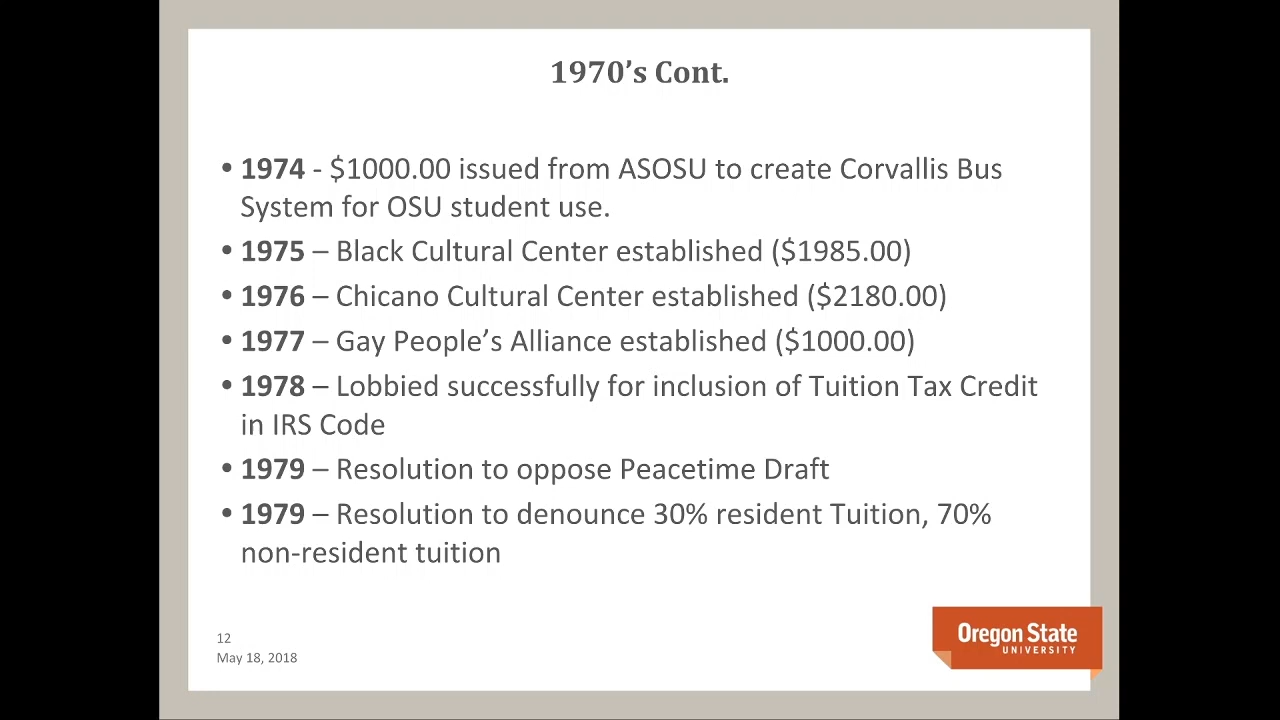 1970’s Cont.
• 1974 - $1000.00 issued from ASOSU to create Corvallis Bus
System for OSU student use.
• 1975 – Black Cultural Center established ($1985.00)
• 1976 – Chicano Cultural Center established ($2180.00)
• 1977 – Gay People’s Alliance established ($1000.00)
• 1978 – Lobbied successfully for inclusion of Tuition Tax Credit
in IRS Code
• 1979 – Resolution to oppose Peacetime Draft
• 1979 – Resolution to denounce 30% resident Tuition, 70%
non-resident tuition
12
May 18, 2018
Oregon State
UNIVERSITY